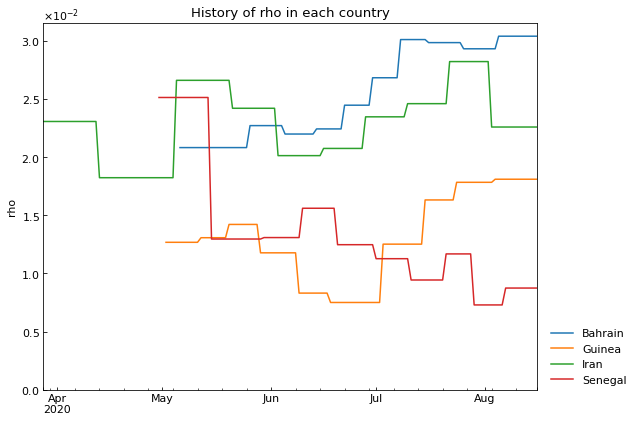 History of rho in each country
×10⁻²
3.0
2.5
2.0
1.5
1.0
0.5
0.0
rho
Apr
2020
May
Jun
Jul
Aug
Bahrain
Guinea
Iran
Senegal